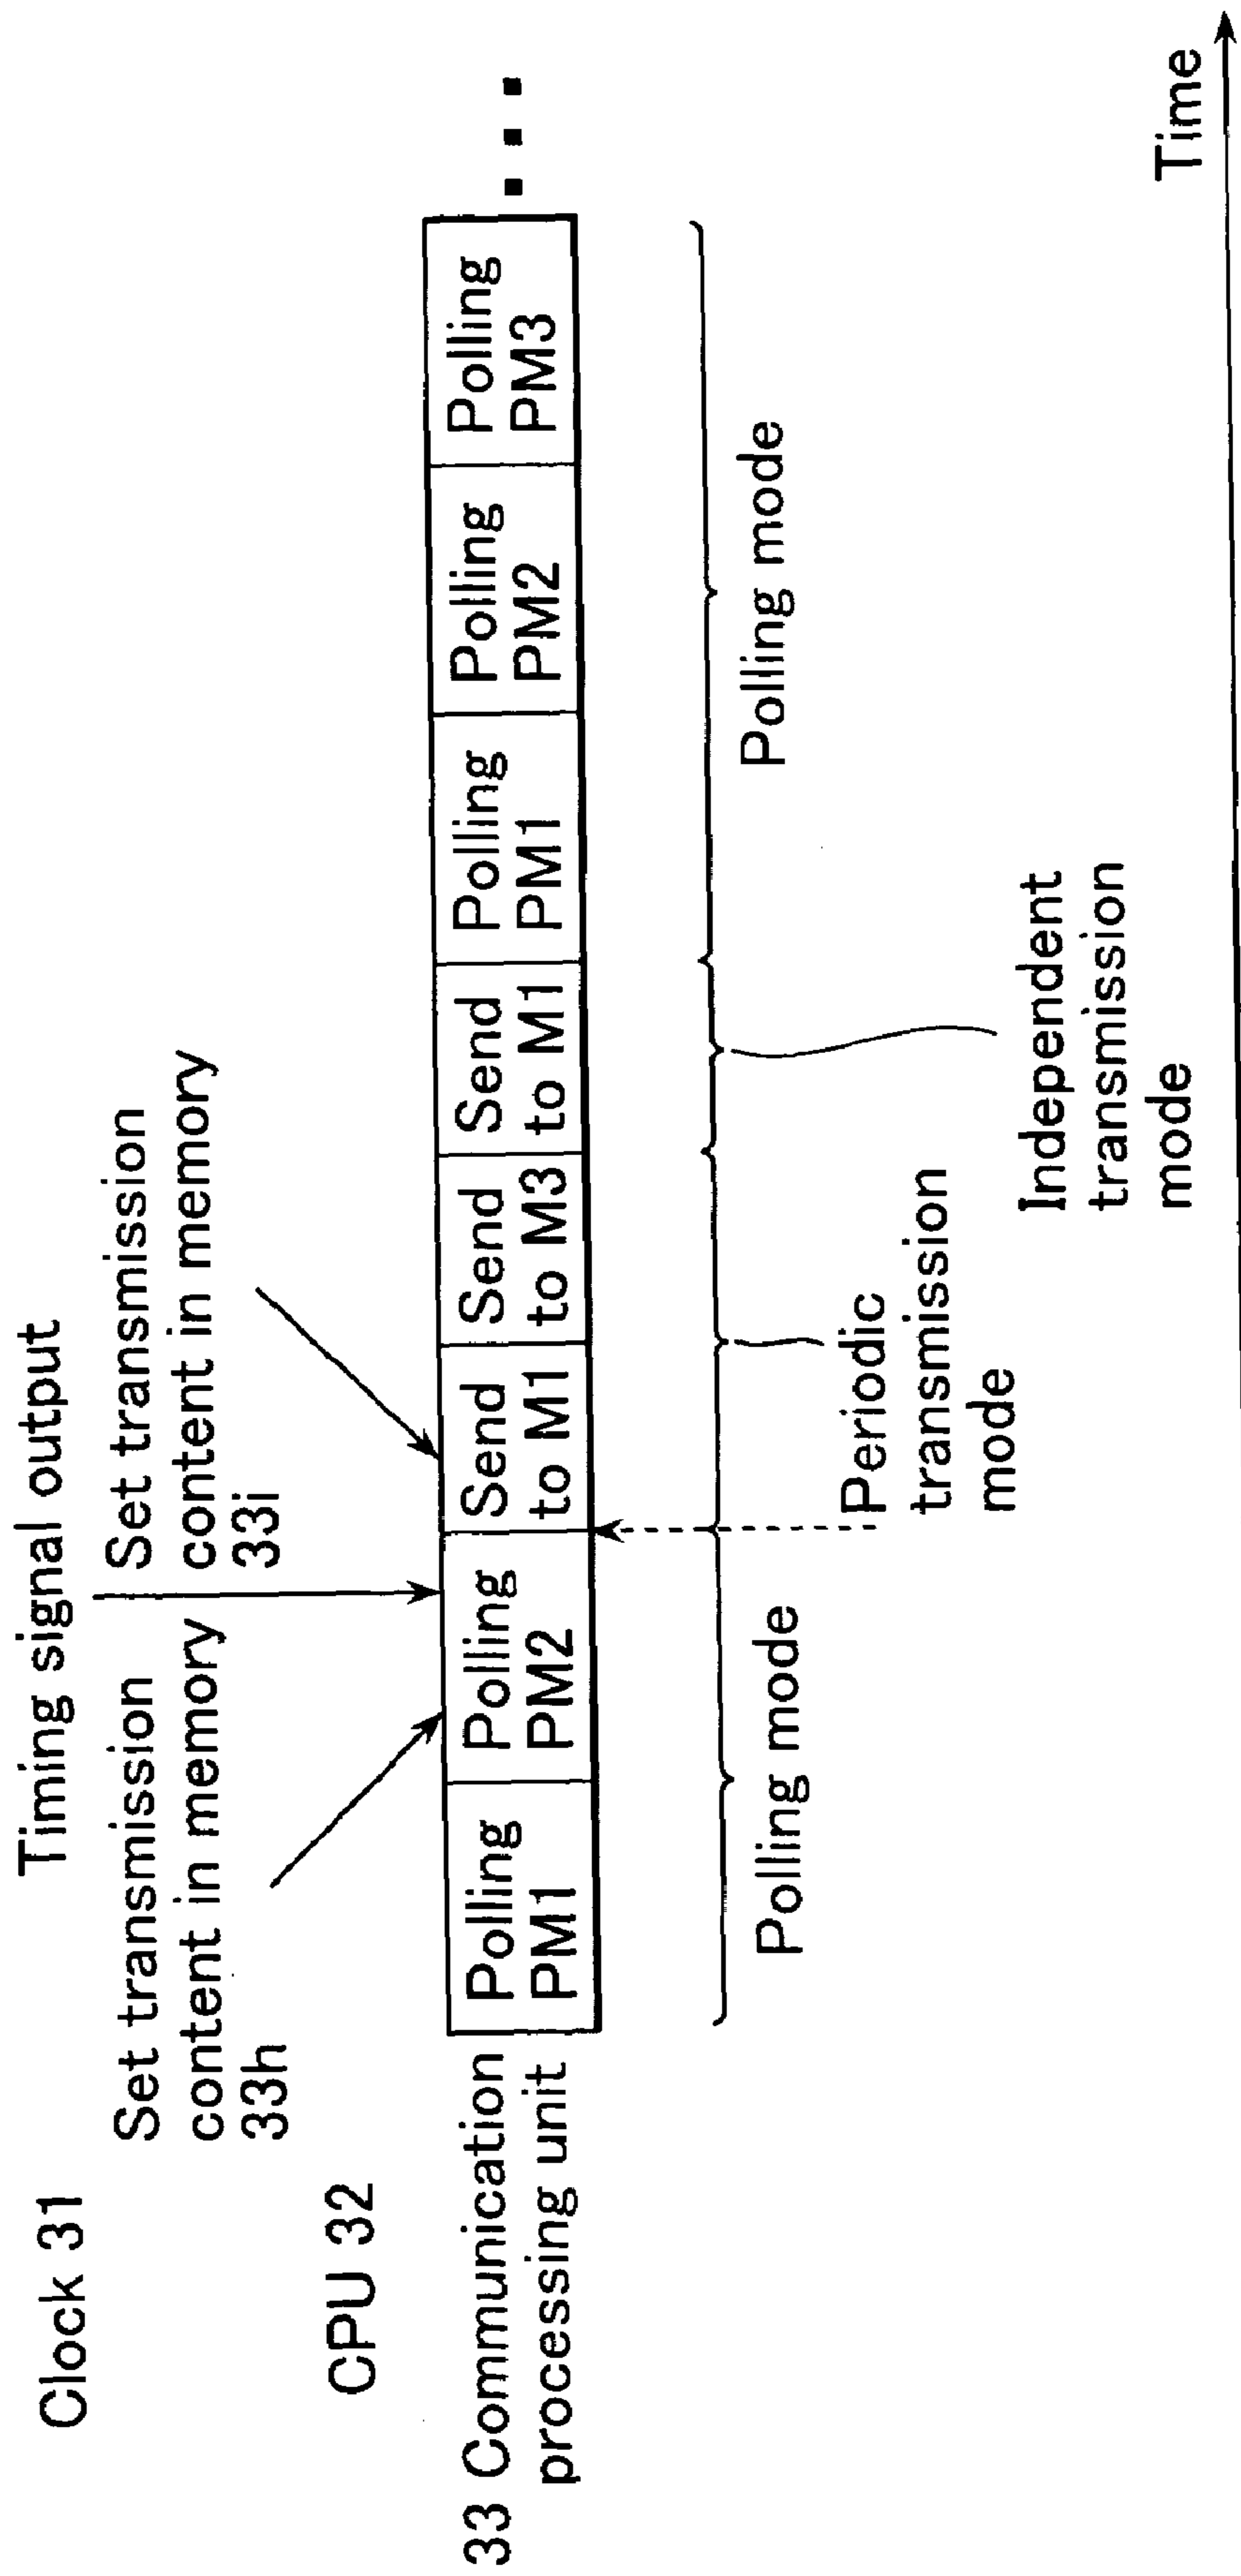 Clock 31
Timing signal output
Set transmission
content in memory
33h
Set transmission
content in memory
33i
CPU 32
33 Communication
processing unit
Polling
PM1
Polling
PM2
Send
to M1
Send
to M3
Send
to M1
Polling
PM1
Polling
PM2
Polling
PM3
Polling mode
Periodic
transmission
mode
Independent
transmission
mode
Polling mode
Time